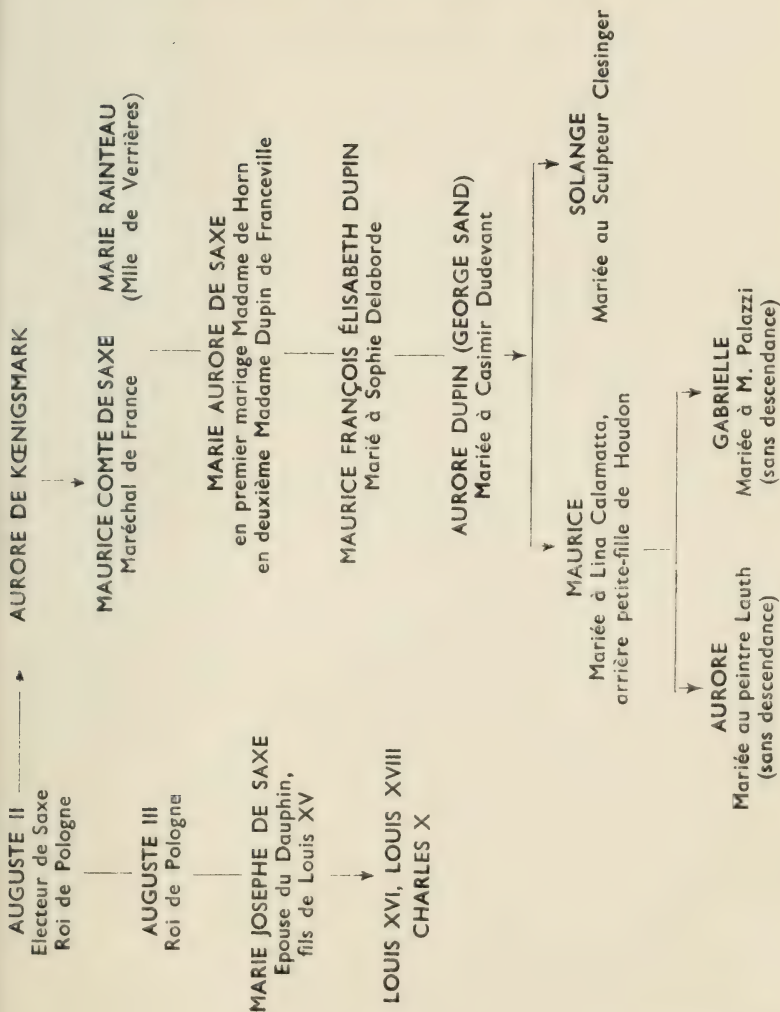 AUGUSTE II
Electeur de Saxe
Roi de Pologne
AURORE DE KŒNIGSMARK
AUGUSTE III
Roi de Pologne
MAURICE COMTE DE SAXE
Maréchal de France
MARIE RAINTEAU
(Mlle de Verrières)
MARIE JOSEPHE DE SAXE
Epouse du Dauphin,
fils de Louis XV
MARIE AURORE DE SAXE
en premier mariage Madame de Horn
en deuxième Madame Dupin de Franceville
LOUIS XVI, LOUIS XVIII
CHARLES X
MAURICE FRANÇOIS ÉLISABETH DUPIN
Marié à Sophie Delaborde
AURORE DUPIN (GEORGE SAND)
Mariée à Casimir Dudevant
MAURICE
Mariée à Lina Calamatta,
arrière petite-fille de Houdon
SOLANGE
Mariée au Sculpteur Clesinger
AURORE
Mariée au peintre Lauth
(sans descendance)
GABRIELLE
Mariée à M. Palazzi
(sans descendance)